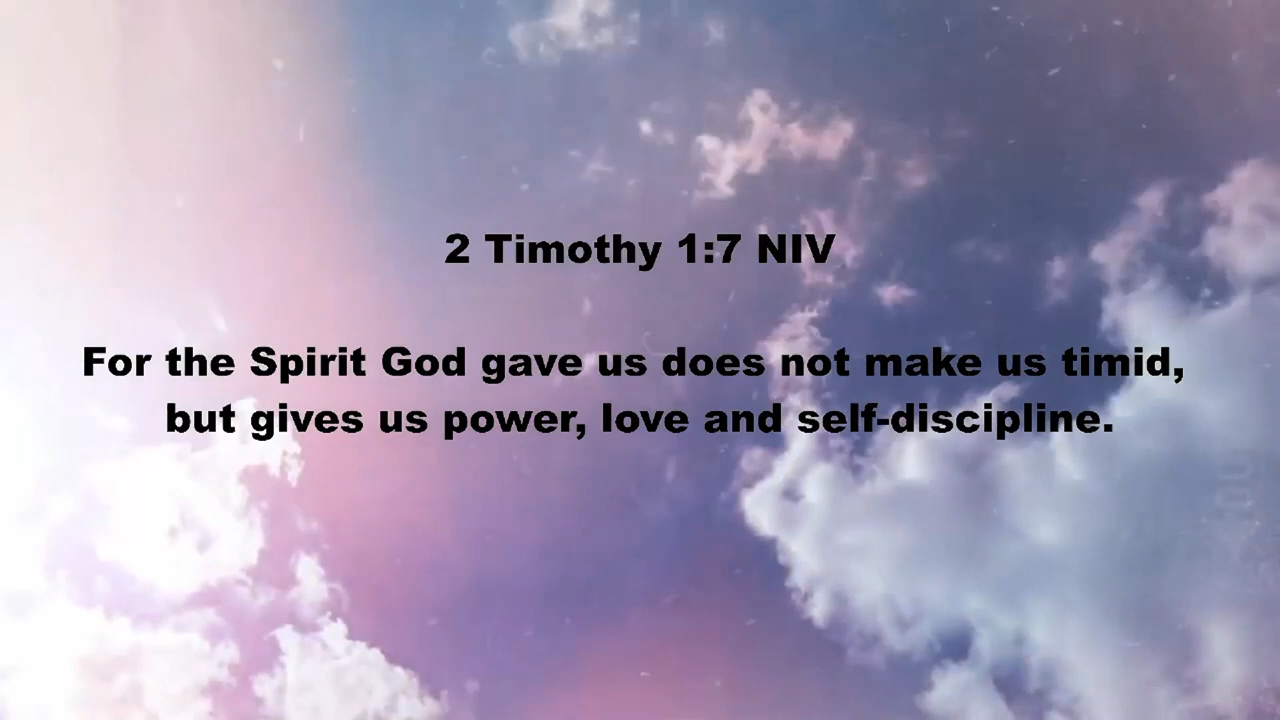 2 Timothy 1:7 NIV
For the Spirit God gave us does not make us timid,
but gives us power, love and self-discipline.